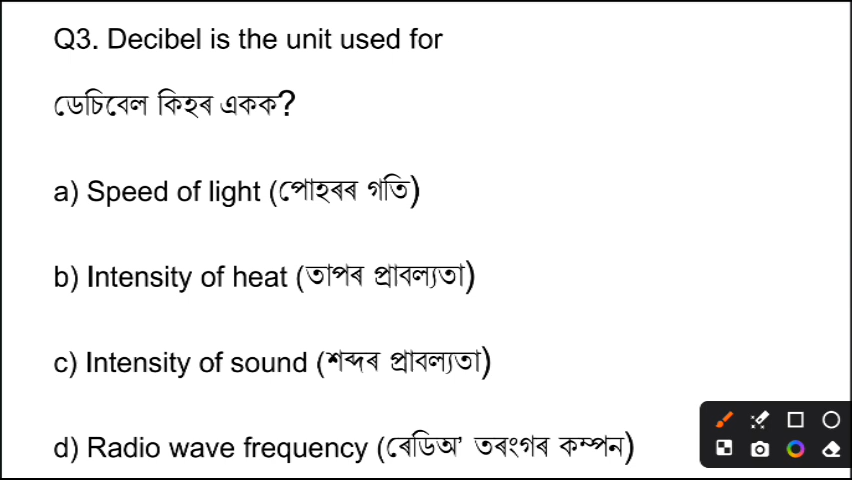 Q3. Decibel is the unit used for
ডেচিবেল কিহৰ একক?
a) Speed of light (পোহৰৰ গতি)
b) Intensity of heat (তাপৰ প্ৰাবল্যতা)
c) Intensity of sound (শব্দৰ প্ৰাবল্যতা)
d) Radio wave frequency (ৰেডিঅ’ তৰংগৰ কম্পন)